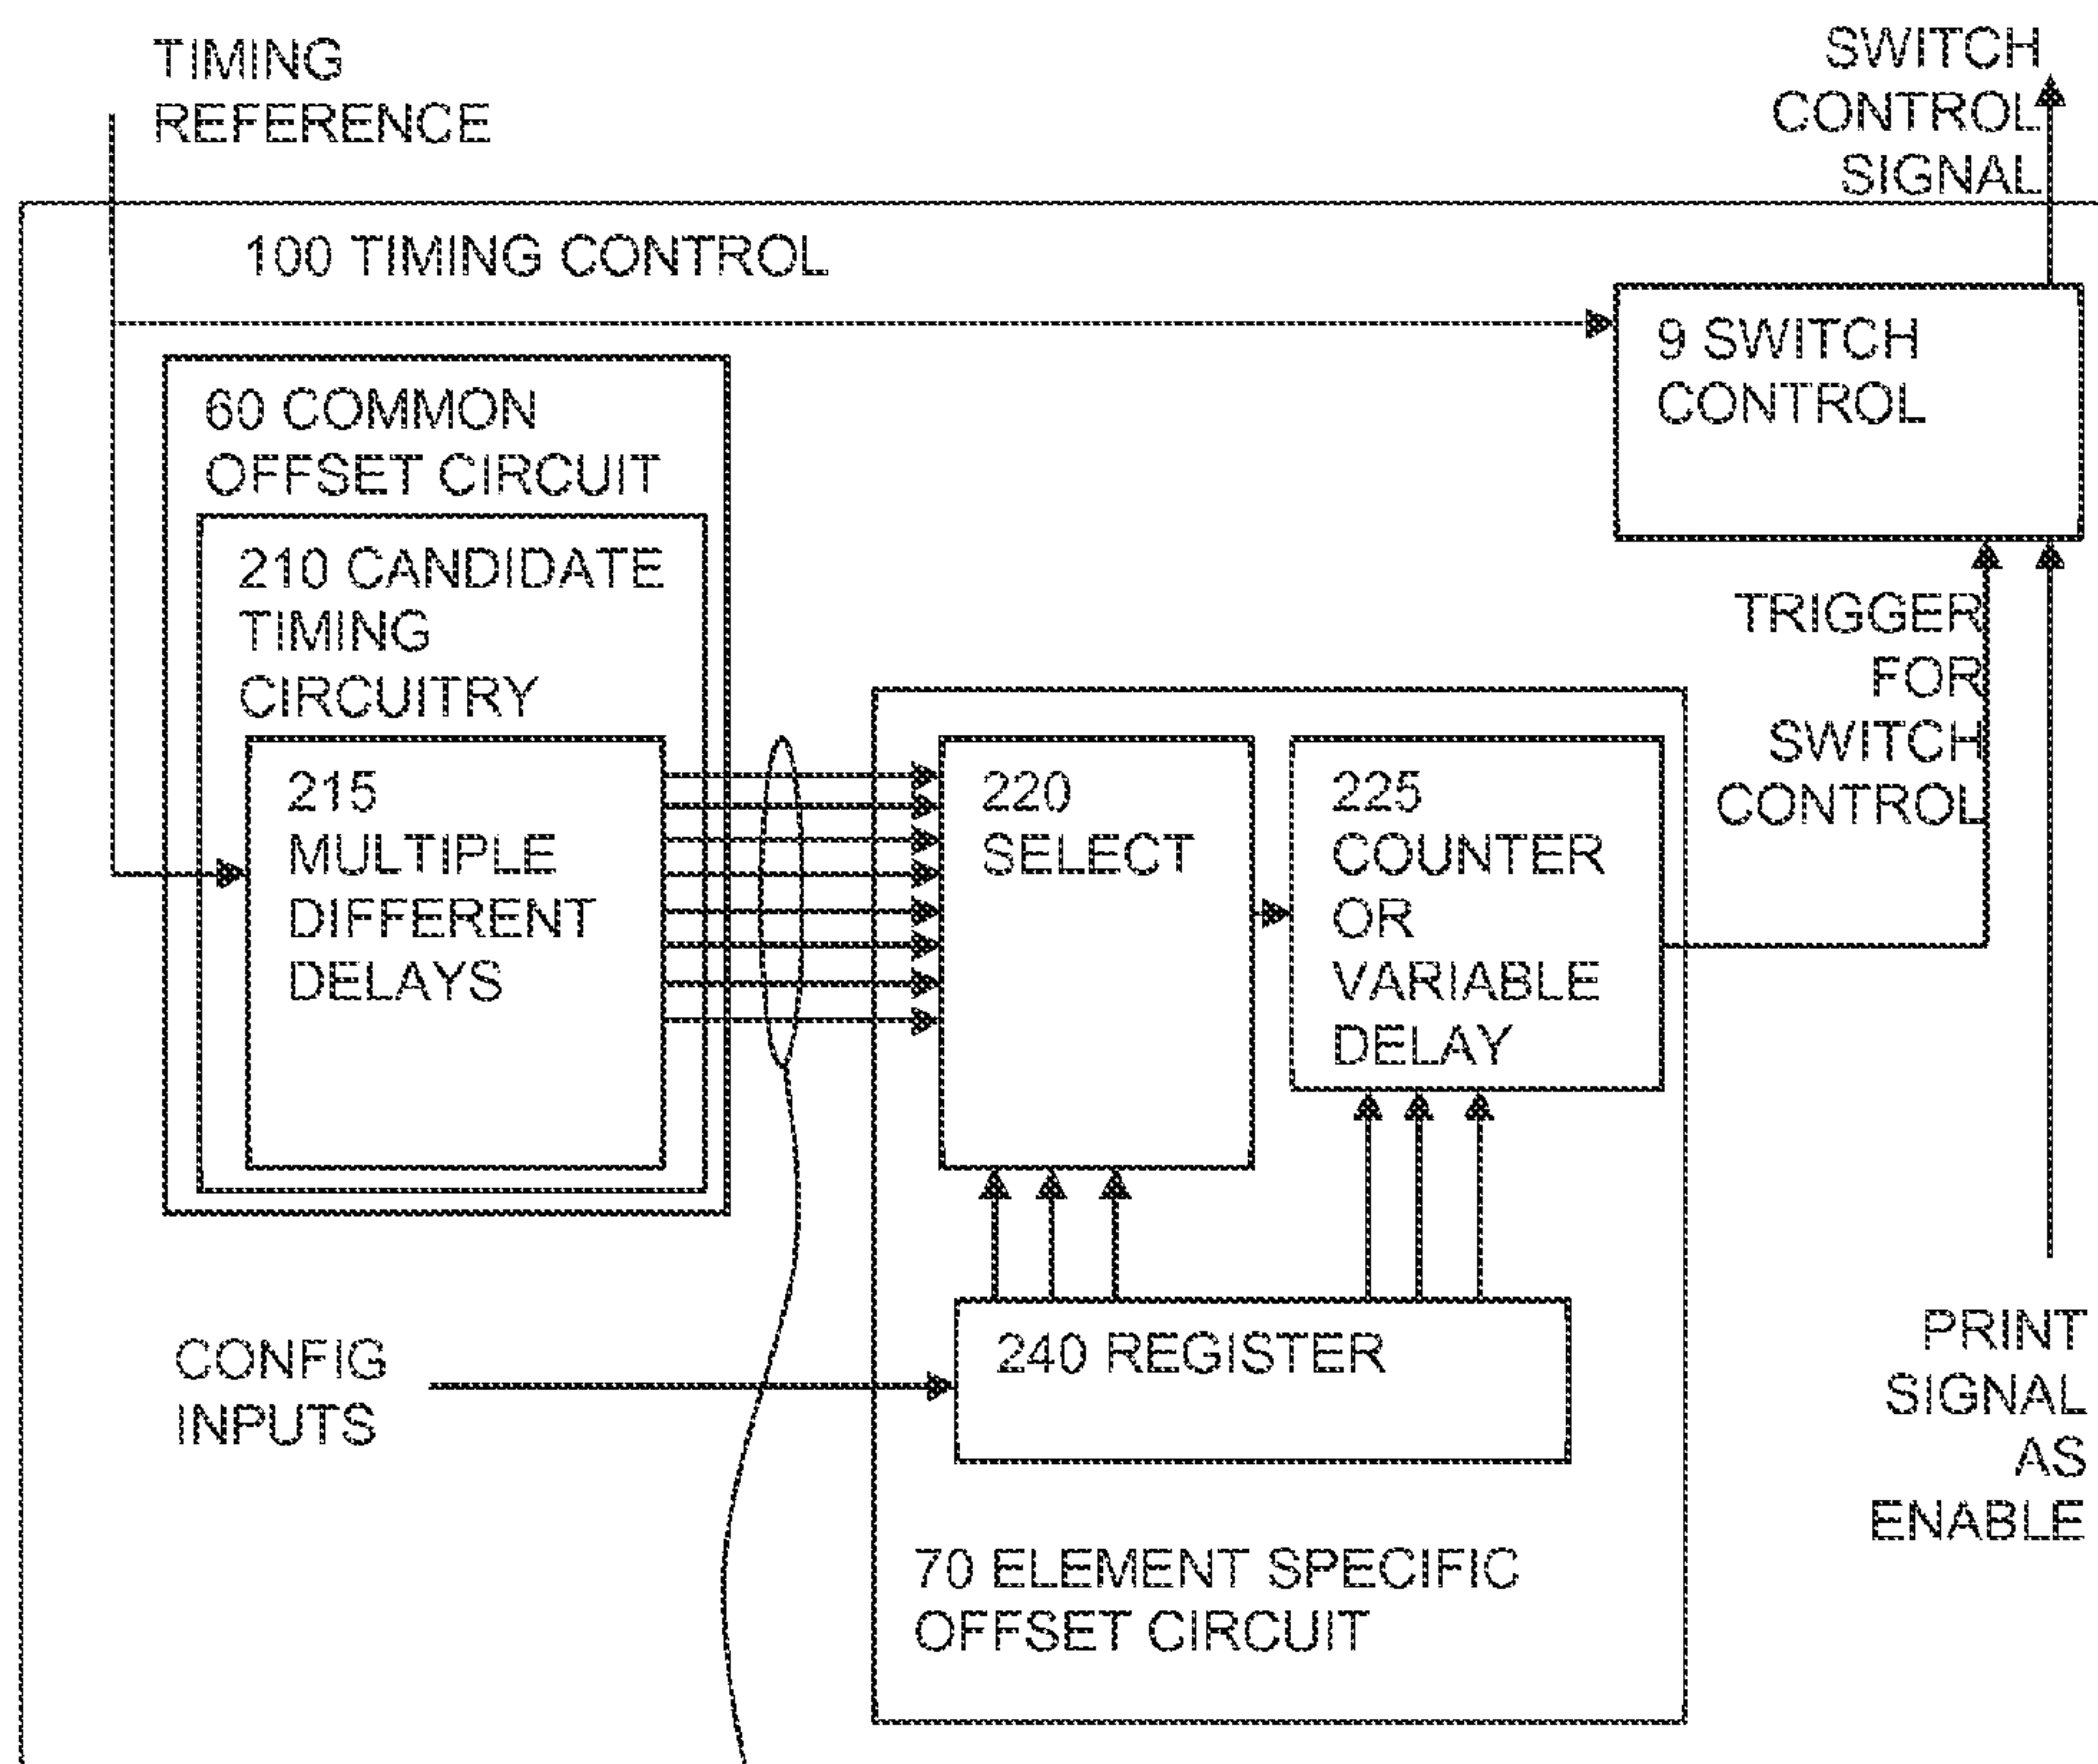 TIMING
REFERENCE
SWITCH
CONTROL
SIGNAL
100 TIMING CONTROL
9 SWITCH
CONTROL
60 COMMON
OFFSET CIRCUIT
210 CANDIDATE
TIMING
CIRCUITRY
215
MULTIPLE
DIFFERENT
DELAYS
220
SELECT
225
COUNTER
OR
VARIABLE
DELAY
TRIGGER
FOR
SWITCH
CONTROL
CONFIG
INPUTS
240 REGISTER
70 ELEMENT SPECIFIC
OFFSET CIRCUIT
PRINT
SIGNAL
AS
ENABLE